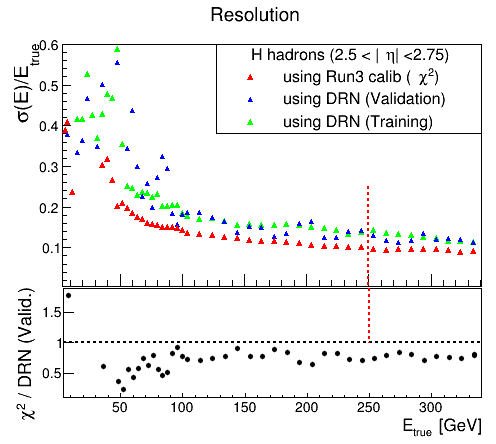 Resolution
σ(E)/E_true
0.6
0.5
0.4
0.3
0.2
0.1
H hadrons (2.5 < | η| <2.75)
using Run3 calib ( χ²)
using DRN (Validation)
using DRN (Training)
χ² / DRN (Valid.)
1.5
1
0.5
50 100 150 200 250 300
E_true [GeV]